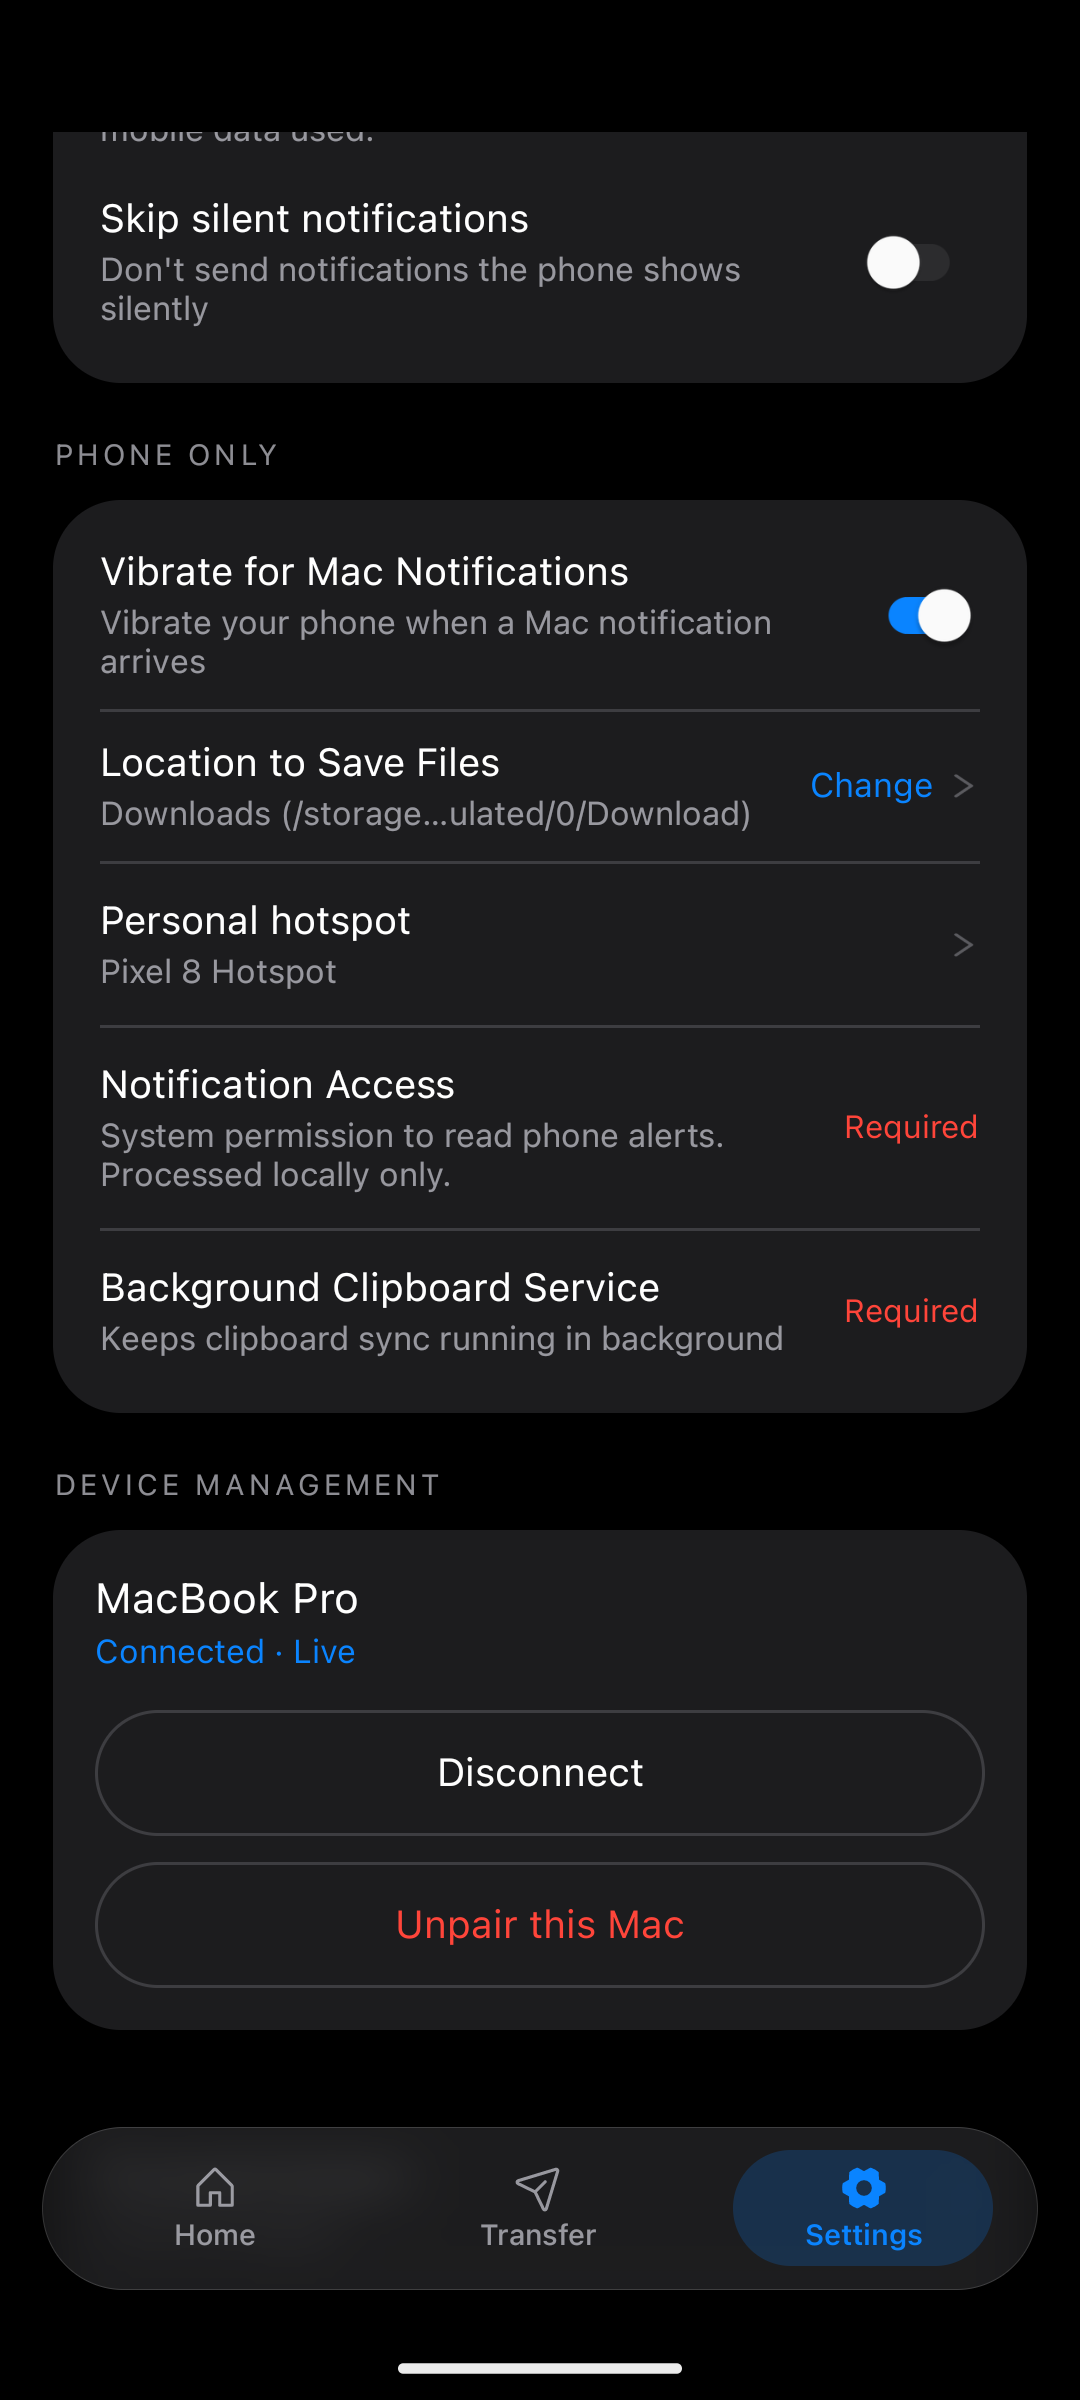 mobile data used.
Skip silent notifications
Don't send notifications the phone shows
silently
PHONE ONLY
Vibrate for Mac Notifications
Vibrate your phone when a Mac notification
arrives
Location to Save Files
Downloads (/storage...ulated/0/Download)
Change
Personal hotspot
Pixel 8 Hotspot
Notification Access
System permission to read phone alerts.
Processed locally only.
Required
Background Clipboard Service
Keeps clipboard sync running in background
Required
DEVICE MANAGEMENT
MacBook Pro
Connected · Live
Disconnect
Unpair this Mac
Home
Transfer
Settings